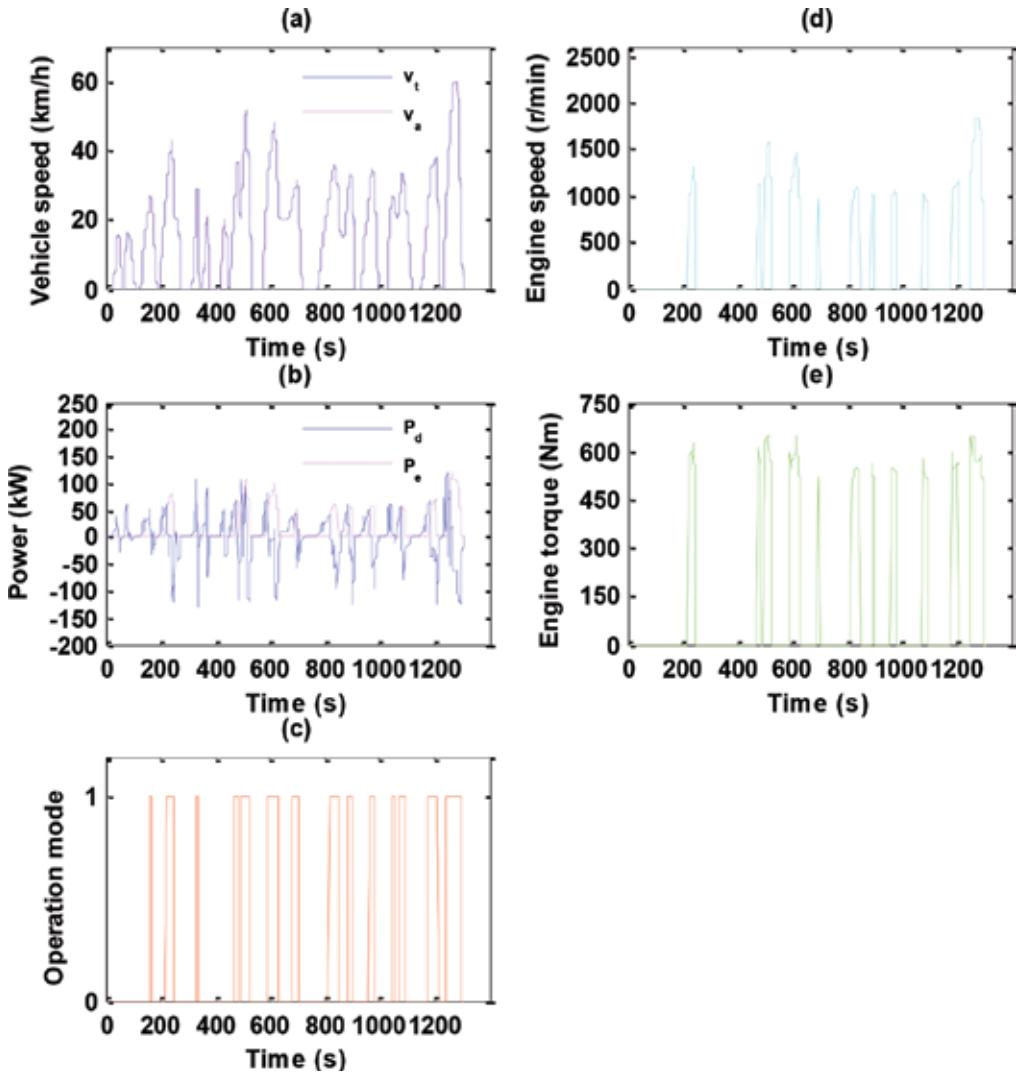 (a)
Vehicle speed (km/h)
60
40
20
0
v t
v a
0 200 400 600 800 1000 1200
Time (s)
(d)
Engine speed (r/min)
2500
2000
1500
1000
500
0
0 200 400 600 800 1000 1200
Time (s)
(b)
Power (kW)
250
200
150
100
50
0
-50
-100
-150
-200
P d
P e
0 200 400 600 800 1000 1200
Time (s)
(e)
Engine torque (Nm)
750
600
450
300
150
0
0 200 400 600 800 1000 1200
Time (s)
(c)
Operation mode
1
0
0 200 400 600 800 1000 1200
Time (s)